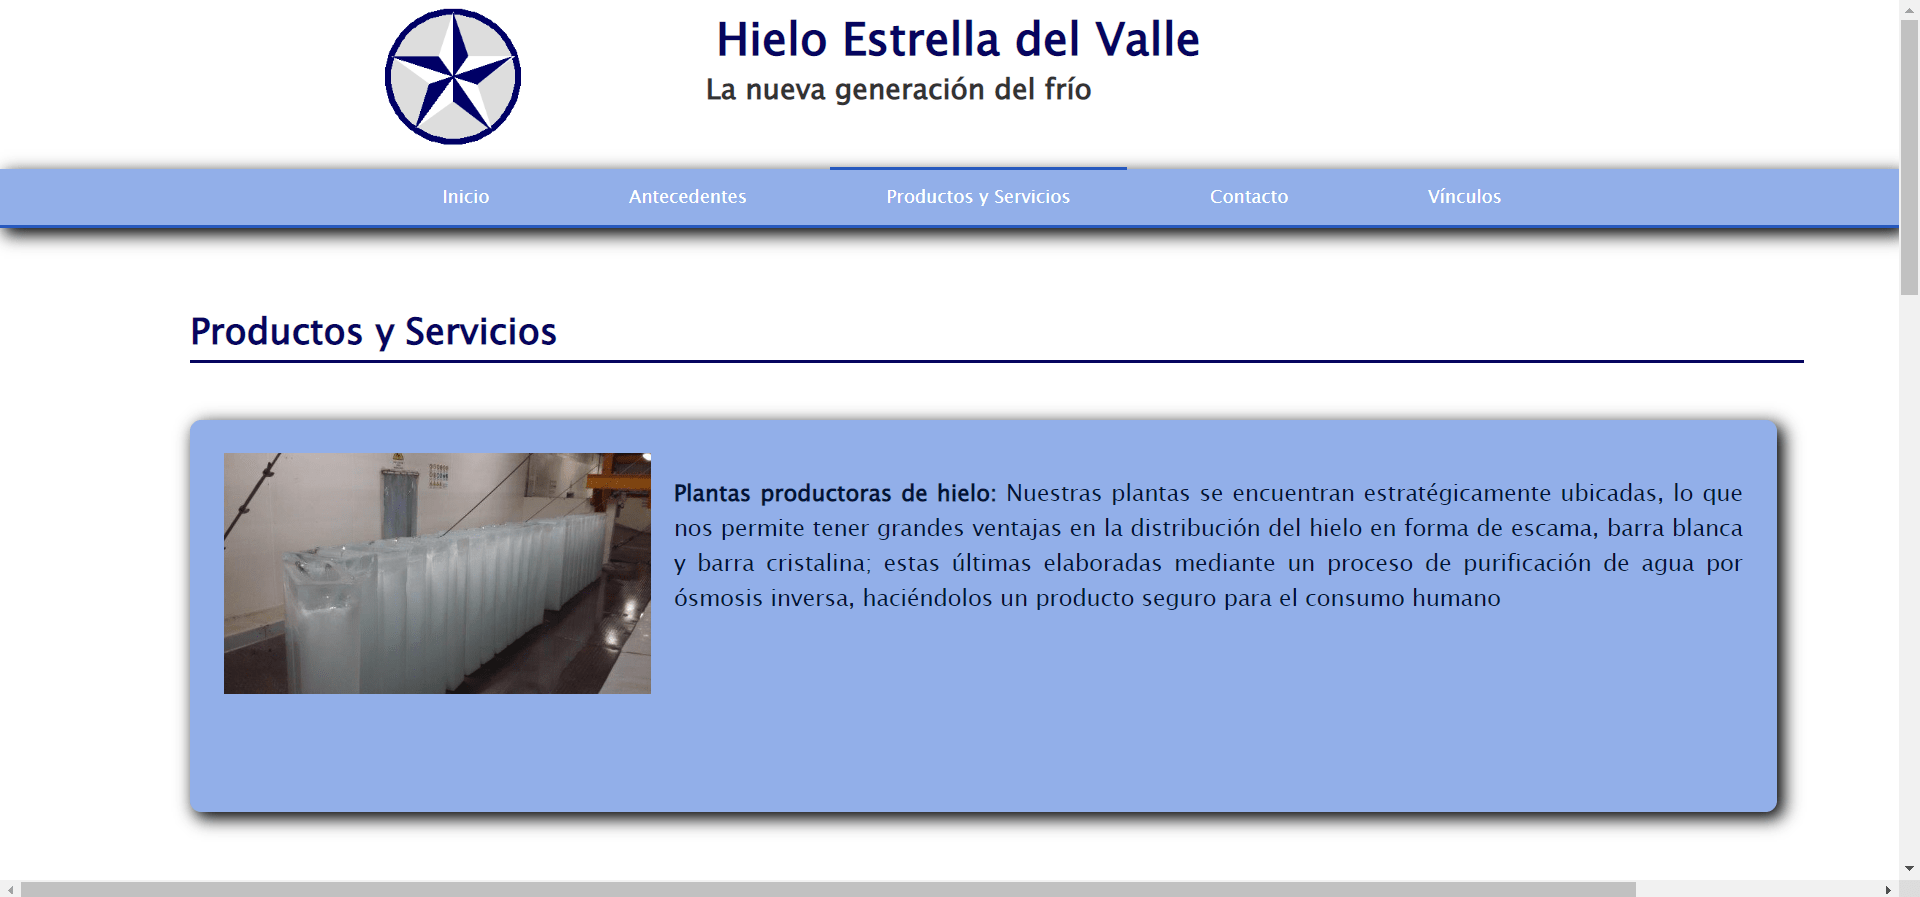 Hielo Estrella del Valle
La nueva generación del frío
Inicio Antecedentes Productos y Servicios Contacto Vínculos
Productos y Servicios
Plantas productoras de hielo: Nuestras plantas se encuentran estratégicamente ubicadas, lo que
nos permite tener grandes ventajas en la distribución del hielo en forma de escama, barra blanca
y barra cristalina; estas últimas elaboradas mediante un proceso de purificación de agua por
ósmosis inversa, haciéndolos un producto seguro para el consumo humano